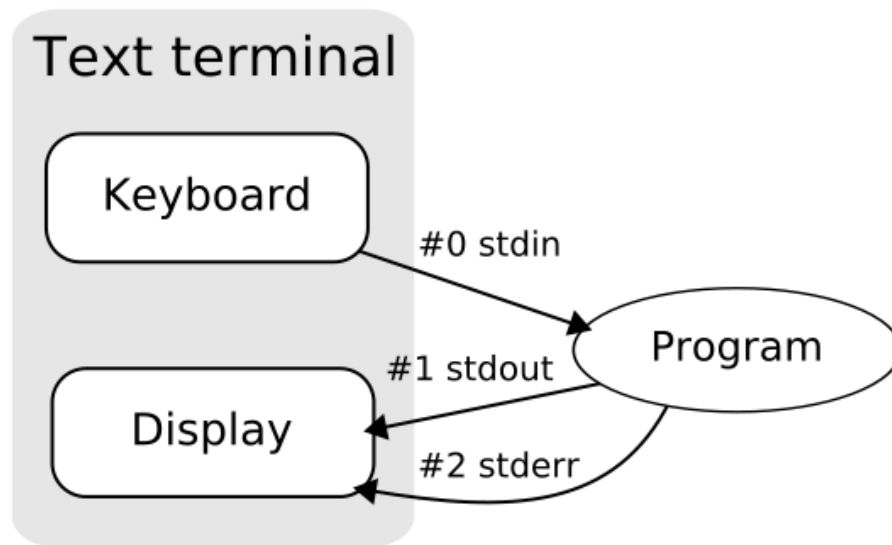 Text terminal
Keyboard
#0 stdin
Program
#1 stdout
Display
#2 stderr